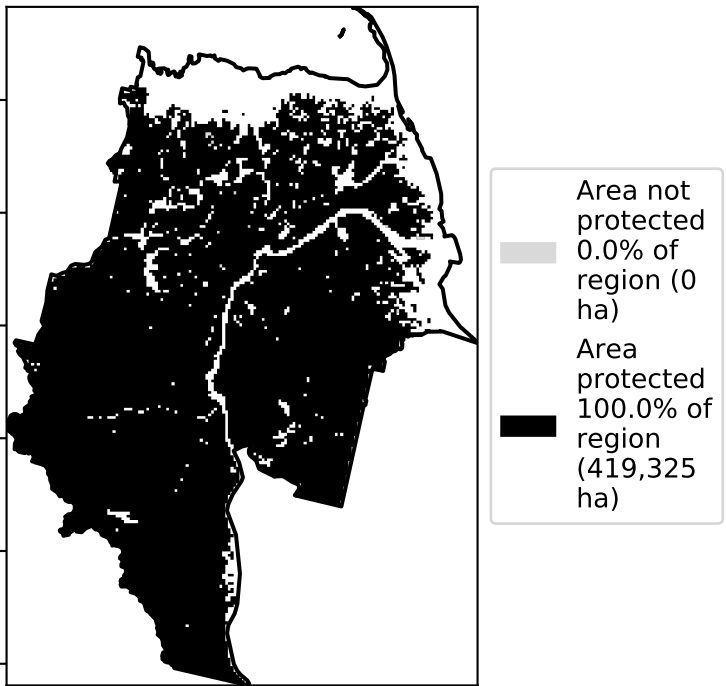 Area not
protected
0.0% of
region (0
ha)
Area
protected
100.0% of
region
(419,325
ha)